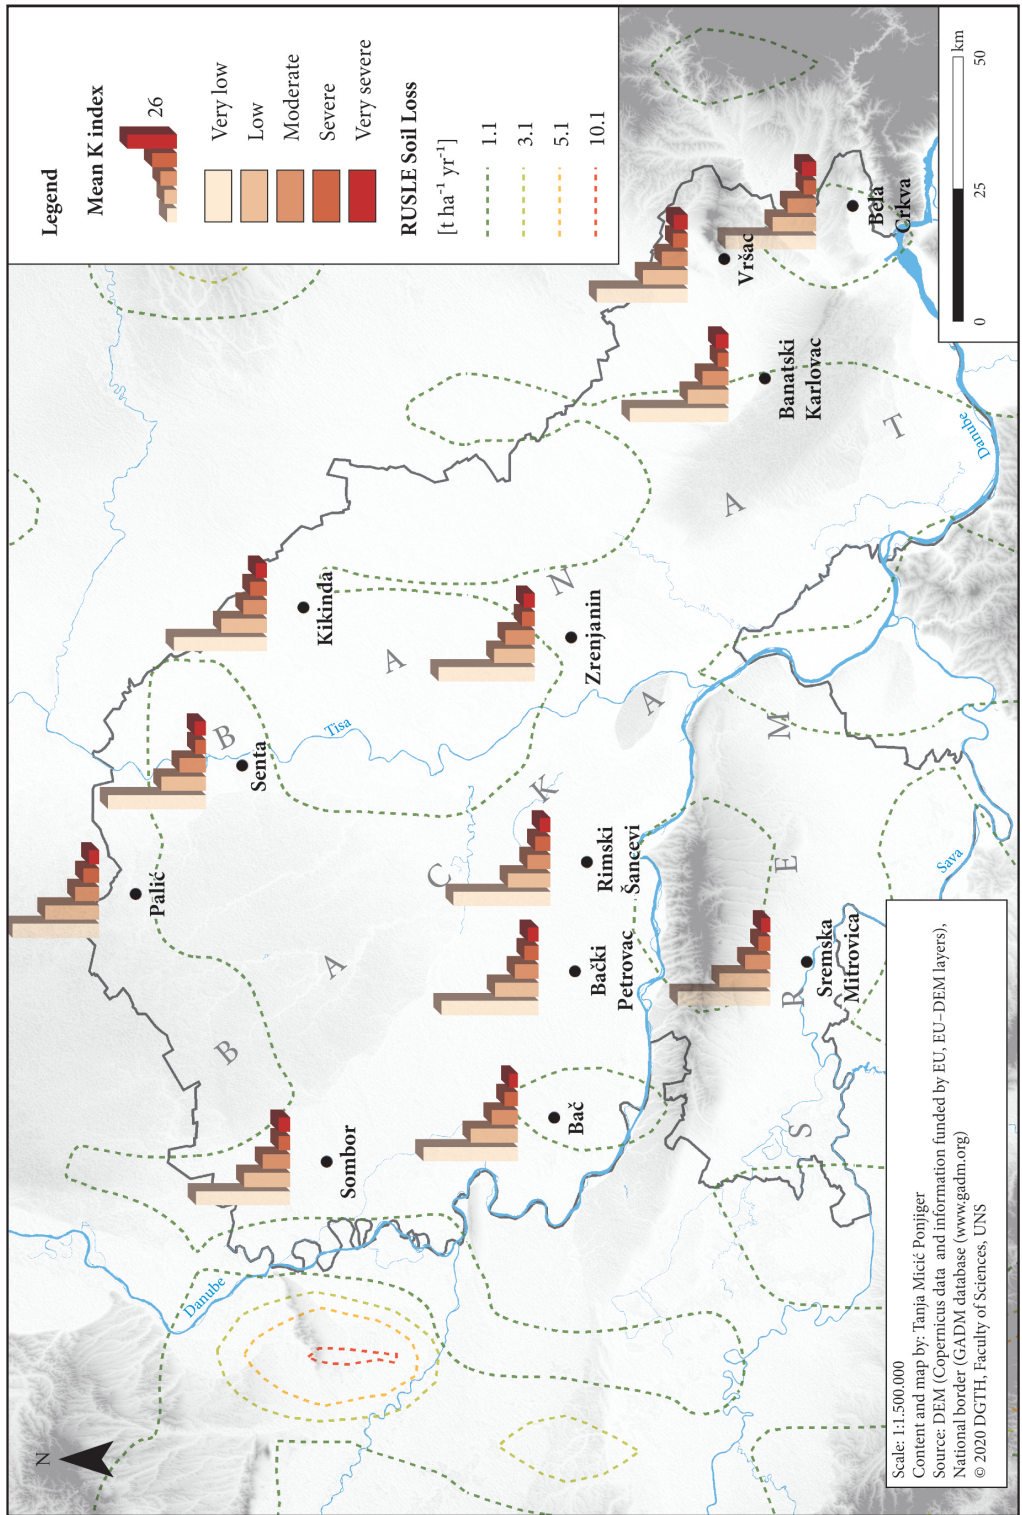 Legend
Mean K index
26
Very low
Low
Moderate
Severe
Very severe
RUSLE Soil Loss
[t ha⁻¹ yr⁻¹]
1.1
3.1
5.1
10.1
N
Danube
Palić
Senta
Tisa
Kikinda
Sombor
Bač
Bački
Petrovac
Rimski
Šančevi
Zrenjanin
Banatski
Karlovac
Vršac
Bela
Crkva
Sremska
Mitrovica
Danube
Sava
B A C K A
B A N A T
S R E M
0 25 50 km
Scale: 1:1.500.000
Content and map by: Tanja Micić Ponjiger
Source: DEM (Copernicus data and information funded by EU, EU–DEM layers),
National border (GADM database (www.gadm.org)
© 2020 DGTH, Faculty of Sciences, UNS